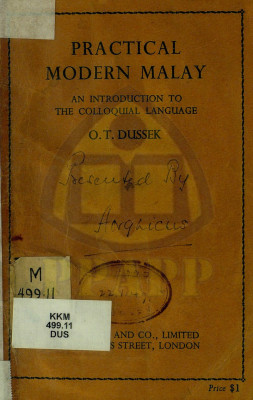 PRACTICAL
MODERN MALAY
AN INTRODUCTION TO
THE COLLOQUIAL LANGUAGE
O. T. DUSSEK
Presented By
M
499.11
KKM
499.11
DUS
AND CO., LIMITED
S STREET, LONDON
Price $1